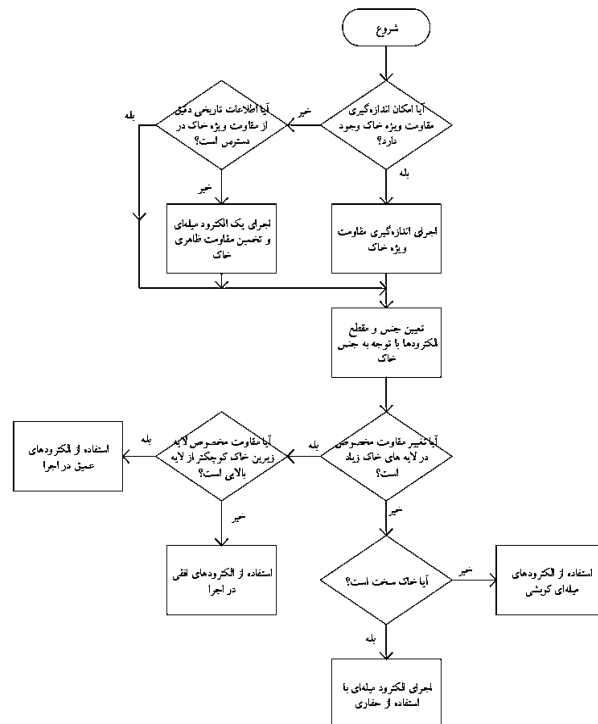 شروع
آیا امکان اندازه‌گیری
مقاومت ویژه خاک وجود
دارد؟
خیر
آیا اطلاعات تاریخی دقیق
از مقاومت ویژه خاک در
دسترس است؟
بله
خیر
بله
اجرای یک الکترود میله‌ای
و تخمین مقاومت ظاهری
خاک
اجرای اندازه‌گیری مقاومت
ویژه خاک
تعیین جنس و مقطع
الکترودها با توجه به جنس
خاک
آیا تغییر مقاومت مخصوص
در لایه های خاک زیاد
است؟
بله
آیا مقاومت مخصوص لایه
زیرین خاک کوچکتر از لایه
بالایی است؟
بله
استفاده از الکترودهای
عمیق در اجرا
خیر
خیر
استفاده از الکترودهای افقی
در اجرا
آیا خاک سخت است؟
خیر
استفاده از الکترودهای
میله‌ای کوبشی
بله
اجرای الکترود میله‌ای با
استفاده از حفاری